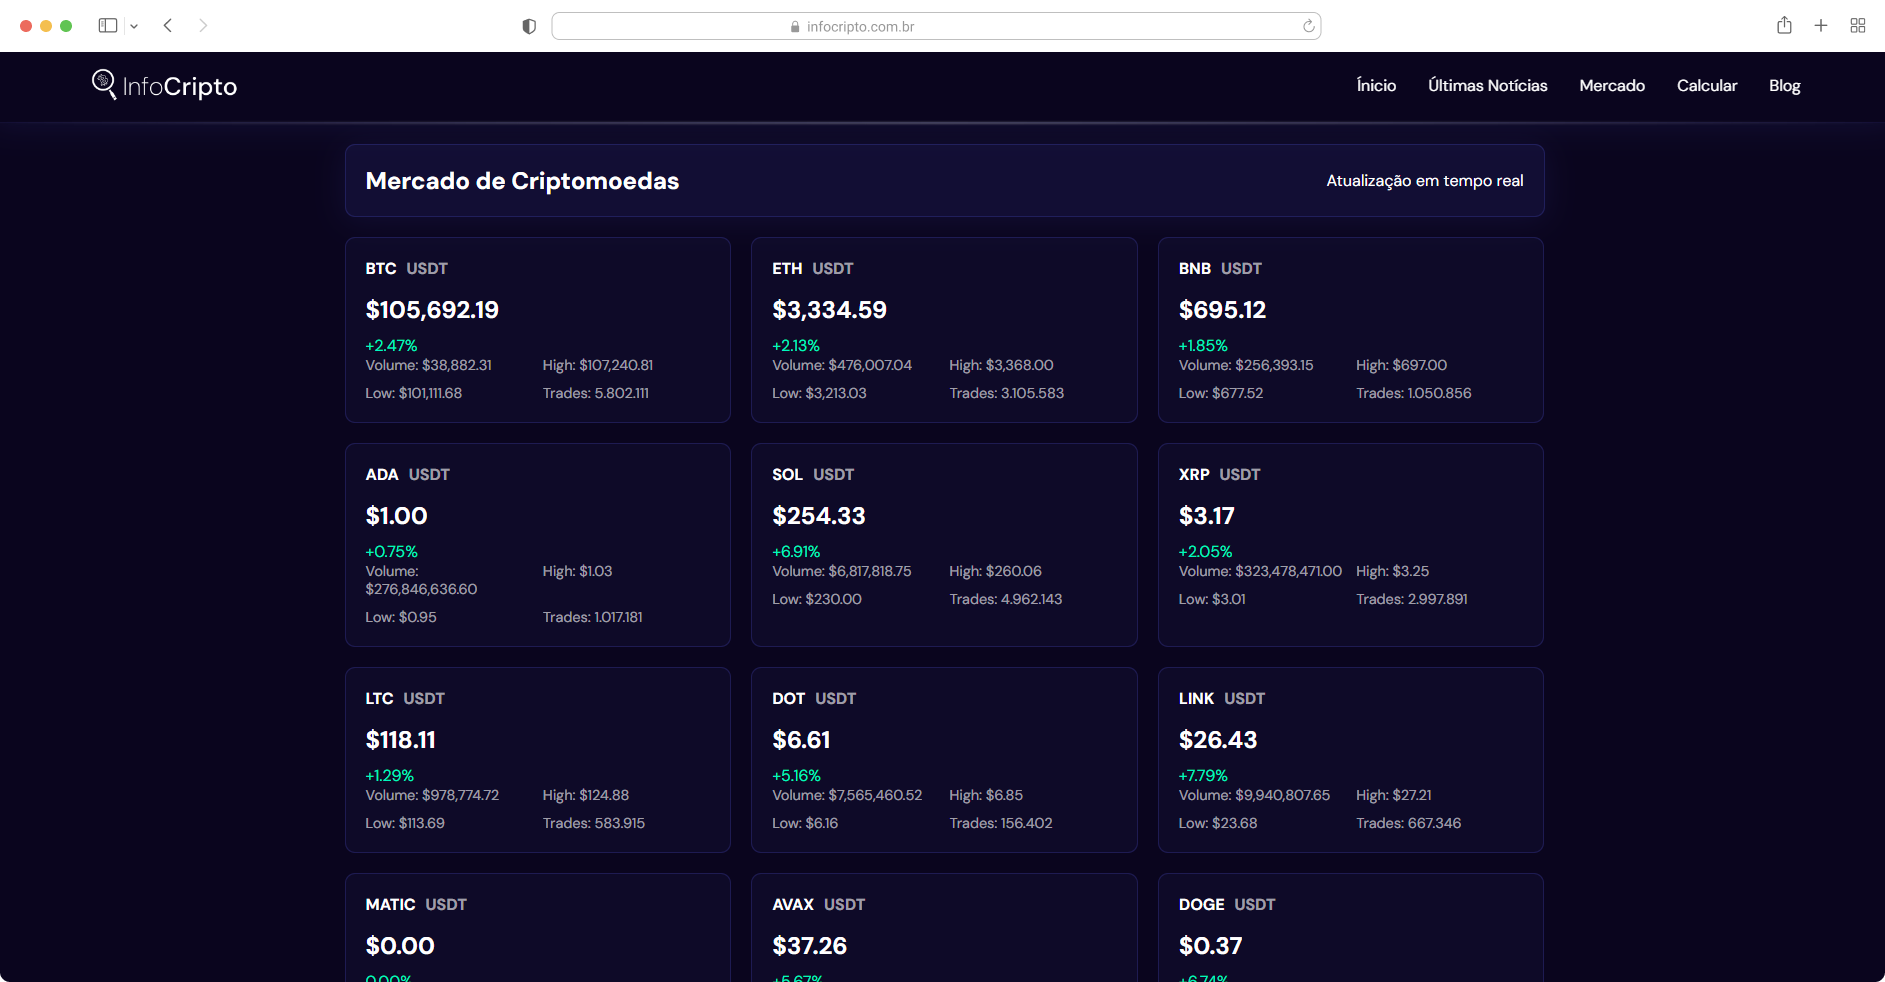 infocripto.com.br
InfoCripto
Ínicio Últimas Notícias Mercado Calcular Blog
Mercado de Criptomoedas
Atualização em tempo real
BTC USDT
$105,692.19
+2.47%
Volume: $38,882.31 High: $107,240.81
Low: $101,111.68 Trades: 5.802.111
ETH USDT
$3,334.59
+2.13%
Volume: $476,007.04 High: $3,368.00
Low: $3,213.03 Trades: 3.105.583
BNB USDT
$695.12
+1.85%
Volume: $256,393.15 High: $697.00
Low: $677.52 Trades: 1.050.856
ADA USDT
$1.00
+0.75%
Volume: $276,846,636.60 High: $1.03
Low: $0.95 Trades: 1.017.181
SOL USDT
$254.33
+6.91%
Volume: $6,817,818.75 High: $260.06
Low: $230.00 Trades: 4.962.143
XRP USDT
$3.17
+2.05%
Volume: $323,478,471.00 High: $3.25
Low: $3.01 Trades: 2.997.891
LTC USDT
$118.11
+1.29%
Volume: $978,774.72 High: $124.88
Low: $113.69 Trades: 583.915
DOT USDT
$6.61
+5.16%
Volume: $7,565,460.52 High: $6.85
Low: $6.16 Trades: 156.402
LINK USDT
$26.43
+7.79%
Volume: $9,940,807.65 High: $27.21
Low: $23.68 Trades: 667.346
MATIC USDT
$0.00
0.00%
AVAX USDT
$37.26
+5.67%
DOGE USDT
$0.37
+6.74%